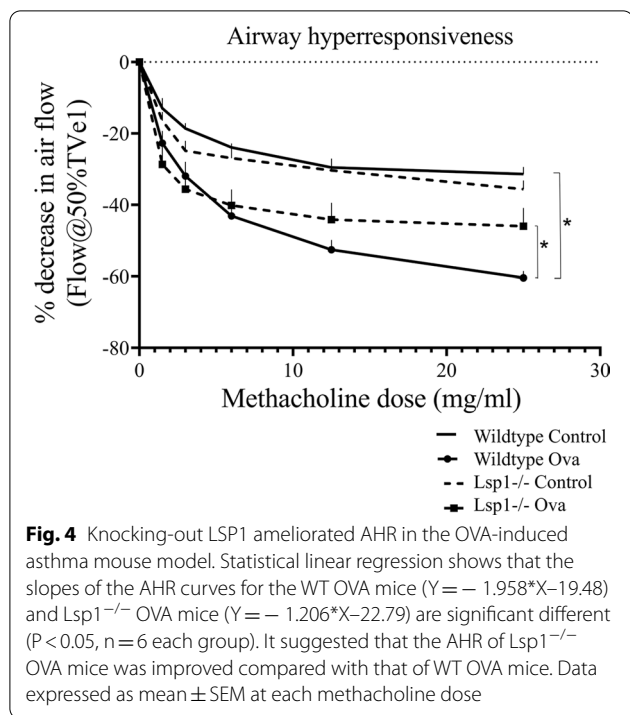 Airway hyperresponsiveness
0
-20
-40
-60
-80
% decrease in air flow
(Flow@50%TVe1)
*
*
0
10
20
30
Methacholine dose (mg/ml)
Wildtype Control
Wildtype Ova
Lsp1-/- Control
Lsp1-/- Ova
Fig. 4 Knocking-out LSP1 ameliorated AHR in the OVA-induced
asthma mouse model. Statistical linear regression shows that the
slopes of the AHR curves for the WT OVA mice (Y = − 1.958*X–19.48)
and Lsp1−/− OVA mice (Y = − 1.206*X–22.79) are significant different
(P < 0.05, n = 6 each group). It suggested that the AHR of Lsp1−/−
OVA mice was improved compared with that of WT OVA mice. Data
expressed as mean ± SEM at each methacholine dose